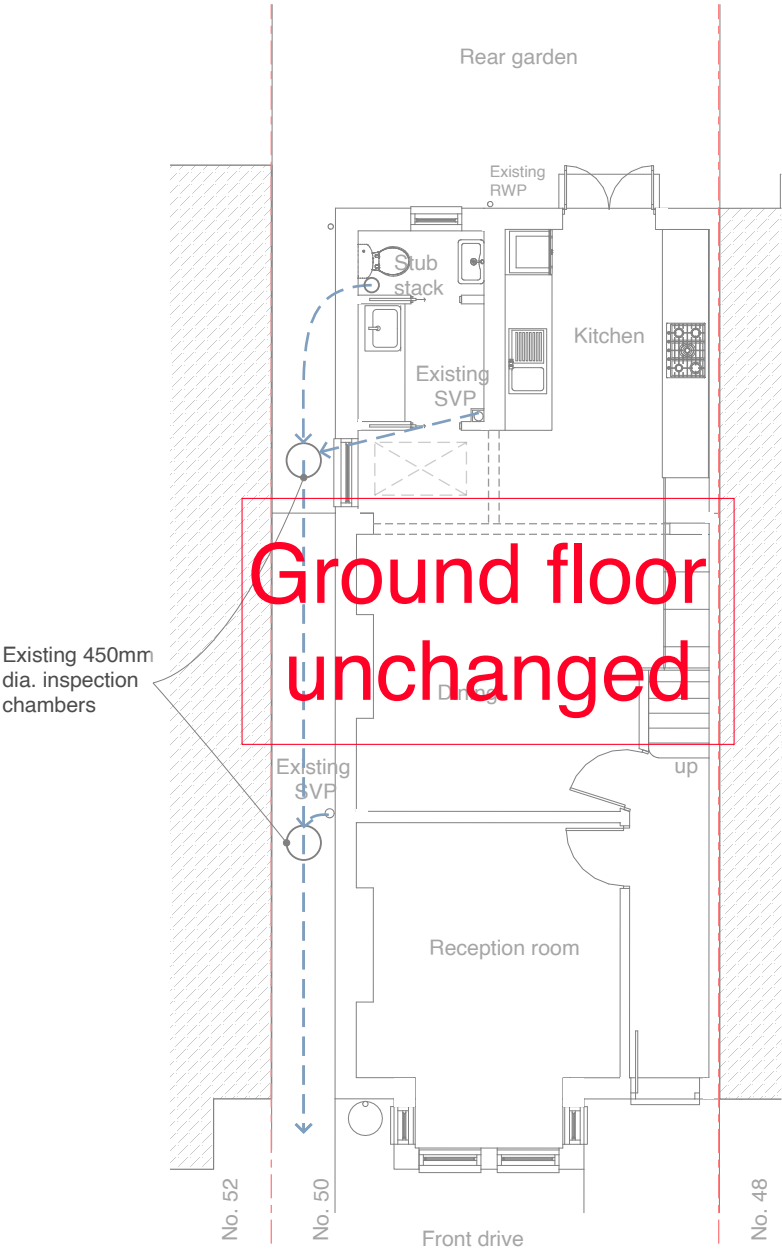 Rear garden
Existing
RWP
Stub
stack
Kitchen
Existing
SVP
Ground floor
unchanged
Existing 450mm
dia. inspection
chambers
Dining
up
Existing
SVP
Reception room
No. 52
No. 50
No. 48
Front drive